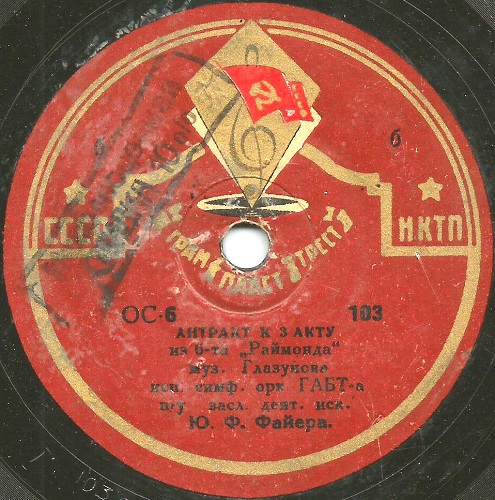 б б
СССР НКТП
ГРАМПЛАСТТРЕСТ
ОС-6 103
АНТРАКТ К 3 АКТУ
из б-та „Раймонда"
муз. Глазунова
исп. симф. орк ГАБТ-а
п/у засл. деят. иск.
Ю. Ф. Файера.